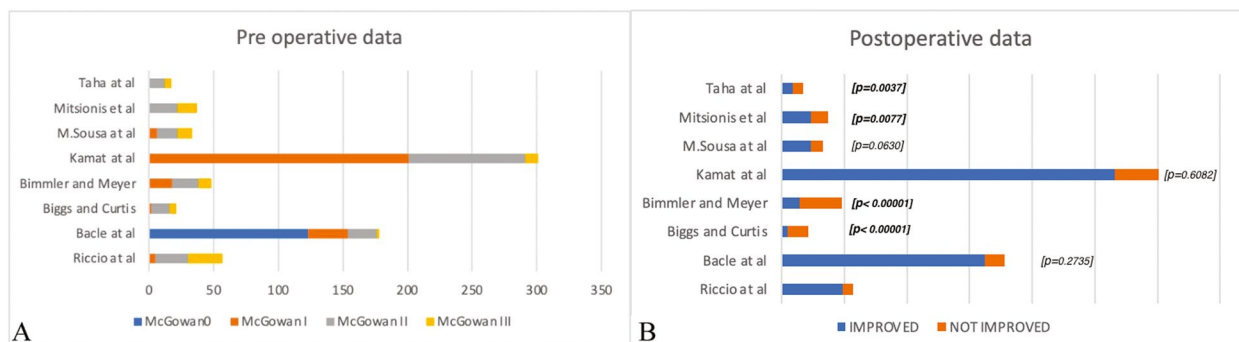 Pre operative data
Taha at al
Mitsionis et al
M.Sousa at al
Kamat at al
Bimmler and Meyer
Biggs and Curtis
Bacle at al
Riccio at al
0 50 100 150 200 250 300 350
McGowan0 McGowan I McGowan II McGowan III
A
Postoperative data
Taha at al [p=0.0037]
Mitsionis et al [p=0.0077]
M.Sousa at al [p=0.0630]
Kamat at al [p=0.6082]
Bimmler and Meyer [p< 0.00001]
Biggs and Curtis [p< 0.00001]
Bacle at al [p=0.2735]
Riccio at al
IMPROVED NOT IMPROVED
B